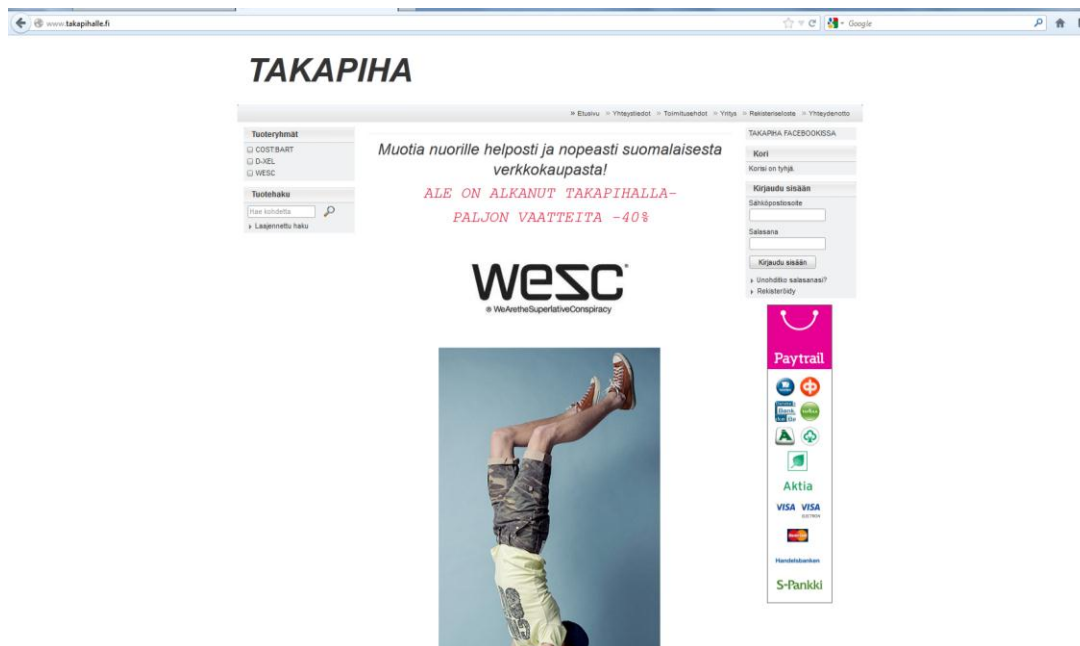 www.takapihalle.fi
Google
TAKAPIHA
» Etusivu » Yhteystiedot » Toimitusehdot » Yritys » Rekisteriseloste » Yhteydenotto
Tuoteryhmät
COST:BART
D-XEL
WESC
Tuotehaku
Hae kohdetta
Laajennettu haku
Muotia nuorille helposti ja nopeasti suomalaisesta
verkkokaupasta!
ALE ON ALKANUT TAKAPIHALLA-
PALJON VAATTEITA -40%
wesc
® WeAretheSuperlativeConspiracy
TAKAPIHA FACEBOOKISSA
Kori
Korisi on tyhjä.
Kirjaudu sisään
Sähköpostiosoite
Salasana
Kirjaudu sisään
Unohditko salasanasi?
Rekisteröidy
Paytrail
Aktia
VISA VISA
Handelsbanken
S-Pankki